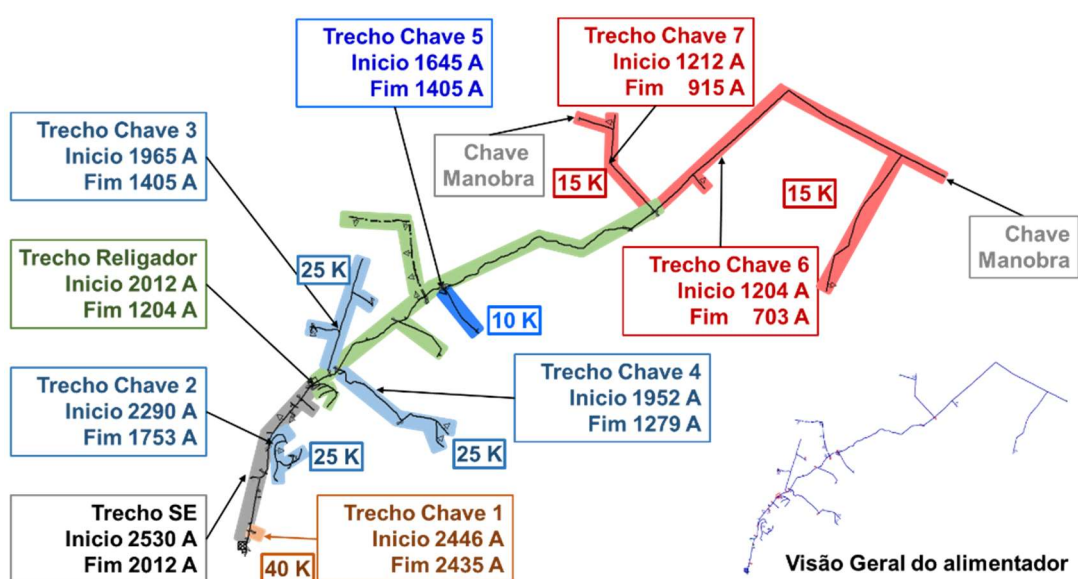 Trecho Chave 5
Inicio 1645 A
Fim 1405 A
Trecho Chave 7
Inicio 1212 A
Fim 915 A
Trecho Chave 3
Inicio 1965 A
Fim 1405 A
Chave
Manobra
15 K
15 K
Chave
Manobra
Trecho Religador
Inicio 2012 A
Fim 1204 A
25 K
Trecho Chave 6
Inicio 1204 A
Fim 703 A
10 K
Trecho Chave 2
Inicio 2290 A
Fim 1753 A
Trecho Chave 4
Inicio 1952 A
Fim 1279 A
25 K
25 K
Trecho SE
Inicio 2530 A
Fim 2012 A
Trecho Chave 1
Inicio 2446 A
Fim 2435 A
40 K
Visão Geral do alimentador